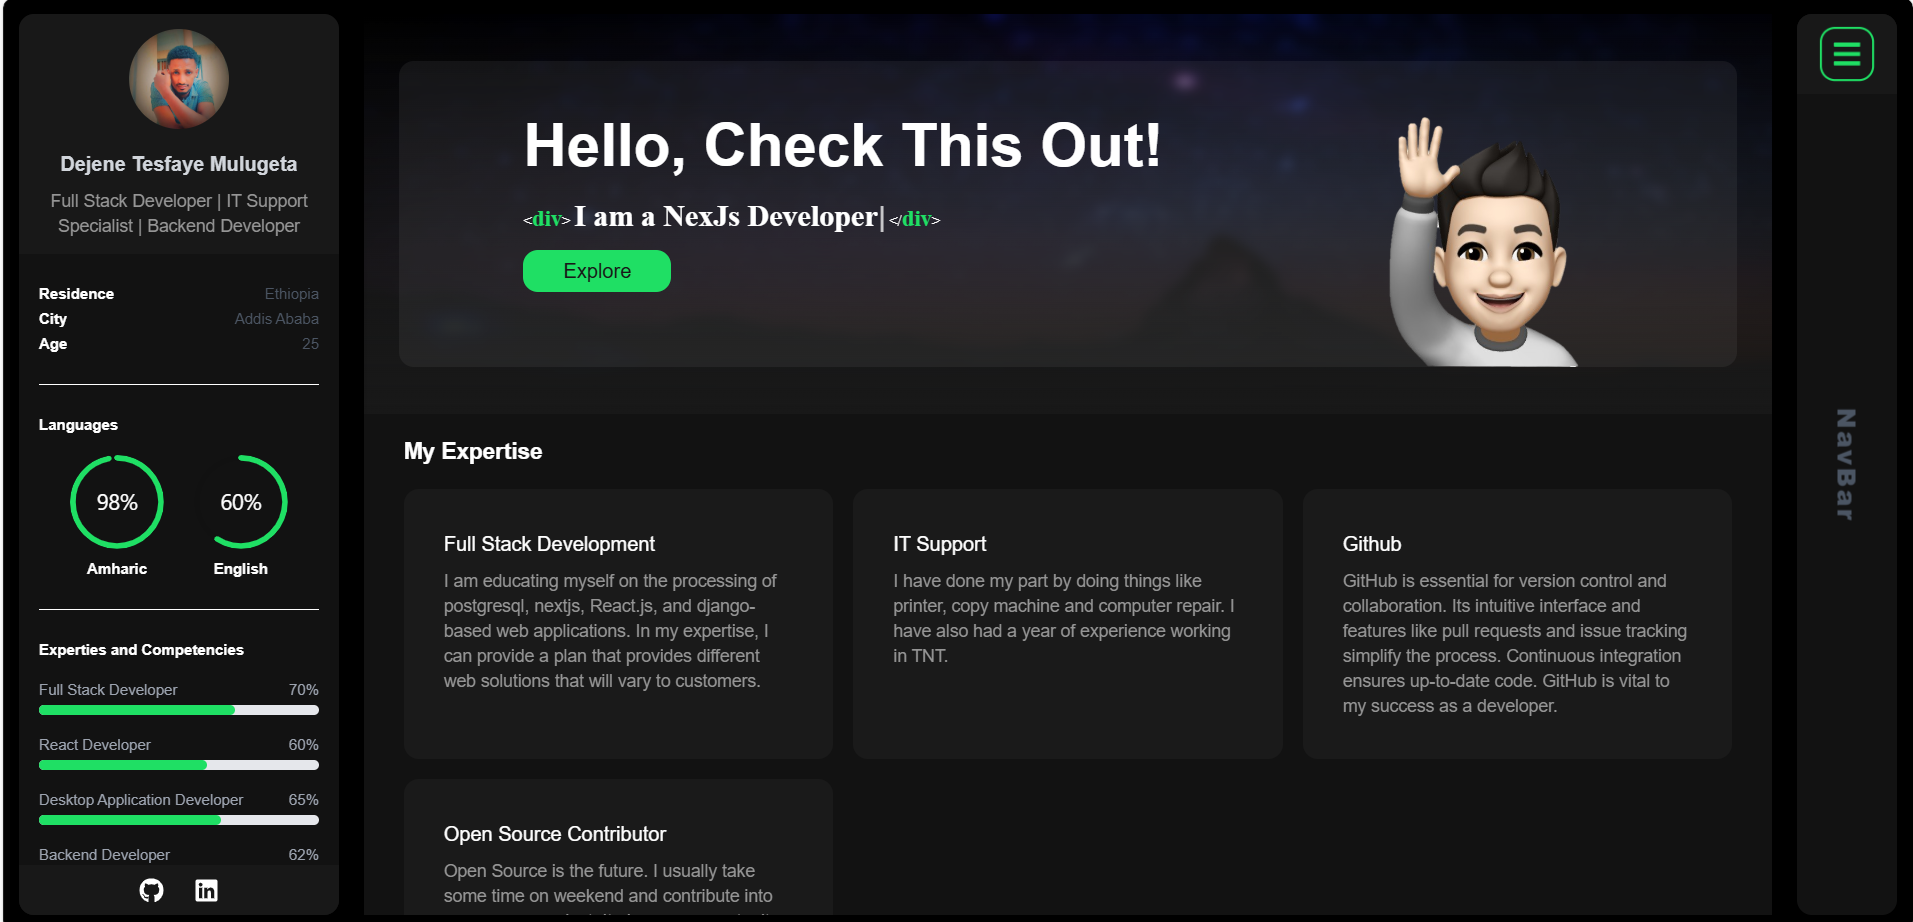 Dejene Tesfaye Mulugeta
Full Stack Developer | IT Support
Specialist | Backend Developer
Residence Ethiopia
City Addis Ababa
Age 25
Languages
98% 60%
Amharic English
Experties and Competencies
Full Stack Developer 70%
React Developer 60%
Desktop Application Developer 65%
Backend Developer 62%
Hello, Check This Out!
<div> I am a NexJs Developer| </div>
Explore
My Expertise
Full Stack Development
I am educating myself on the processing of
postgresql, nextjs, React.js, and django-
based web applications. In my expertise, I
can provide a plan that provides different
web solutions that will vary to customers.
IT Support
I have done my part by doing things like
printer, copy machine and computer repair. I
have also had a year of experience working
in TNT.
Github
GitHub is essential for version control and
collaboration. Its intuitive interface and
features like pull requests and issue tracking
simplify the process. Continuous integration
ensures up-to-date code. GitHub is vital to
my success as a developer.
Open Source Contributor
Open Source is the future. I usually take
some time on weekend and contribute into
NavBar